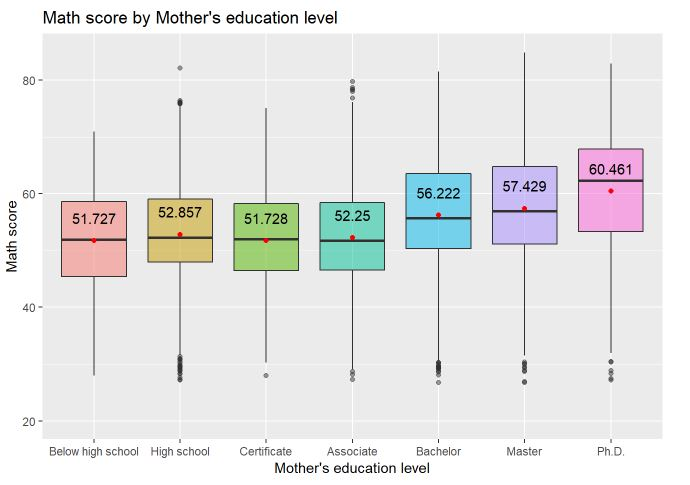 Math score by Mother's education level
Math score
80
60
40
20
51.727
52.857
51.728
52.25
56.222
57.429
60.461
Below high school
High school
Certificate
Associate
Bachelor
Master
Ph.D.
Mother's education level